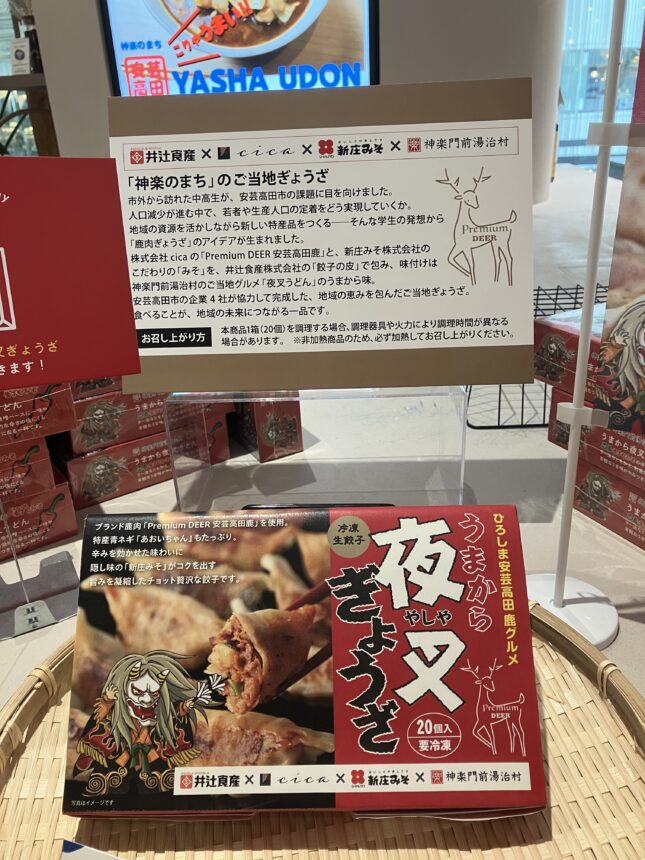 こりゃうまい!!
神楽のまち
安芸
高田
YASHA UDON
井辻食産 × cica × 新庄みそ × 神楽門前湯治村
「神楽のまち」のご当地ぎょうざ
市外から訪れた中高生が、安芸高田市の課題に目を向けました。
人口減少が進む中で、若者や生産人口の定着をどう実現していくか。
地域の資源を活かしながら新しい特産品をつくる──そんな学生の発想から
「鹿肉ぎょうざ」のアイデアが生まれました。
株式会社cicaの「Premium DEER 安芸高田鹿」と、新庄みそ株式会社の
こだわりの「みそ」を、井辻食産株式会社の「餃子の皮」で包み、味付けは
神楽門前湯治村のご当地グルメ「夜叉うどん」のうまから味。
安芸高田市の企業4社が協力して完成した、地域の恵みを包んだご当地ぎょうざ。
食べることが、地域の未来につながる一品です。
Premium
DEER
お召し上がり方
本商品1箱(20個)を調理する場合、調理器具や火力により調理時間が異なる
場合があります。 ※非加熱商品のため、必ず加熱してお召し上がりください。
叉ぎょうざ
きます!
ブランド鹿肉「Premium DEER 安芸高田鹿」を使用。
特産青ネギ「あおいちゃん」もたっぷり。
辛みを効かせた味わいに
隠し味の「新庄みそ」がコクを出す
旨みを凝縮したチョット贅沢な餃子です。
冷凍
生餃子
ひろしま安芸高田 鹿グルメ
うまから
夜叉
やしゃ
ぎょうざ
Premium
DEER
20個入
要冷凍
井辻食産 × cica × 新庄みそ × 神楽門前湯治村
写真はイメージです